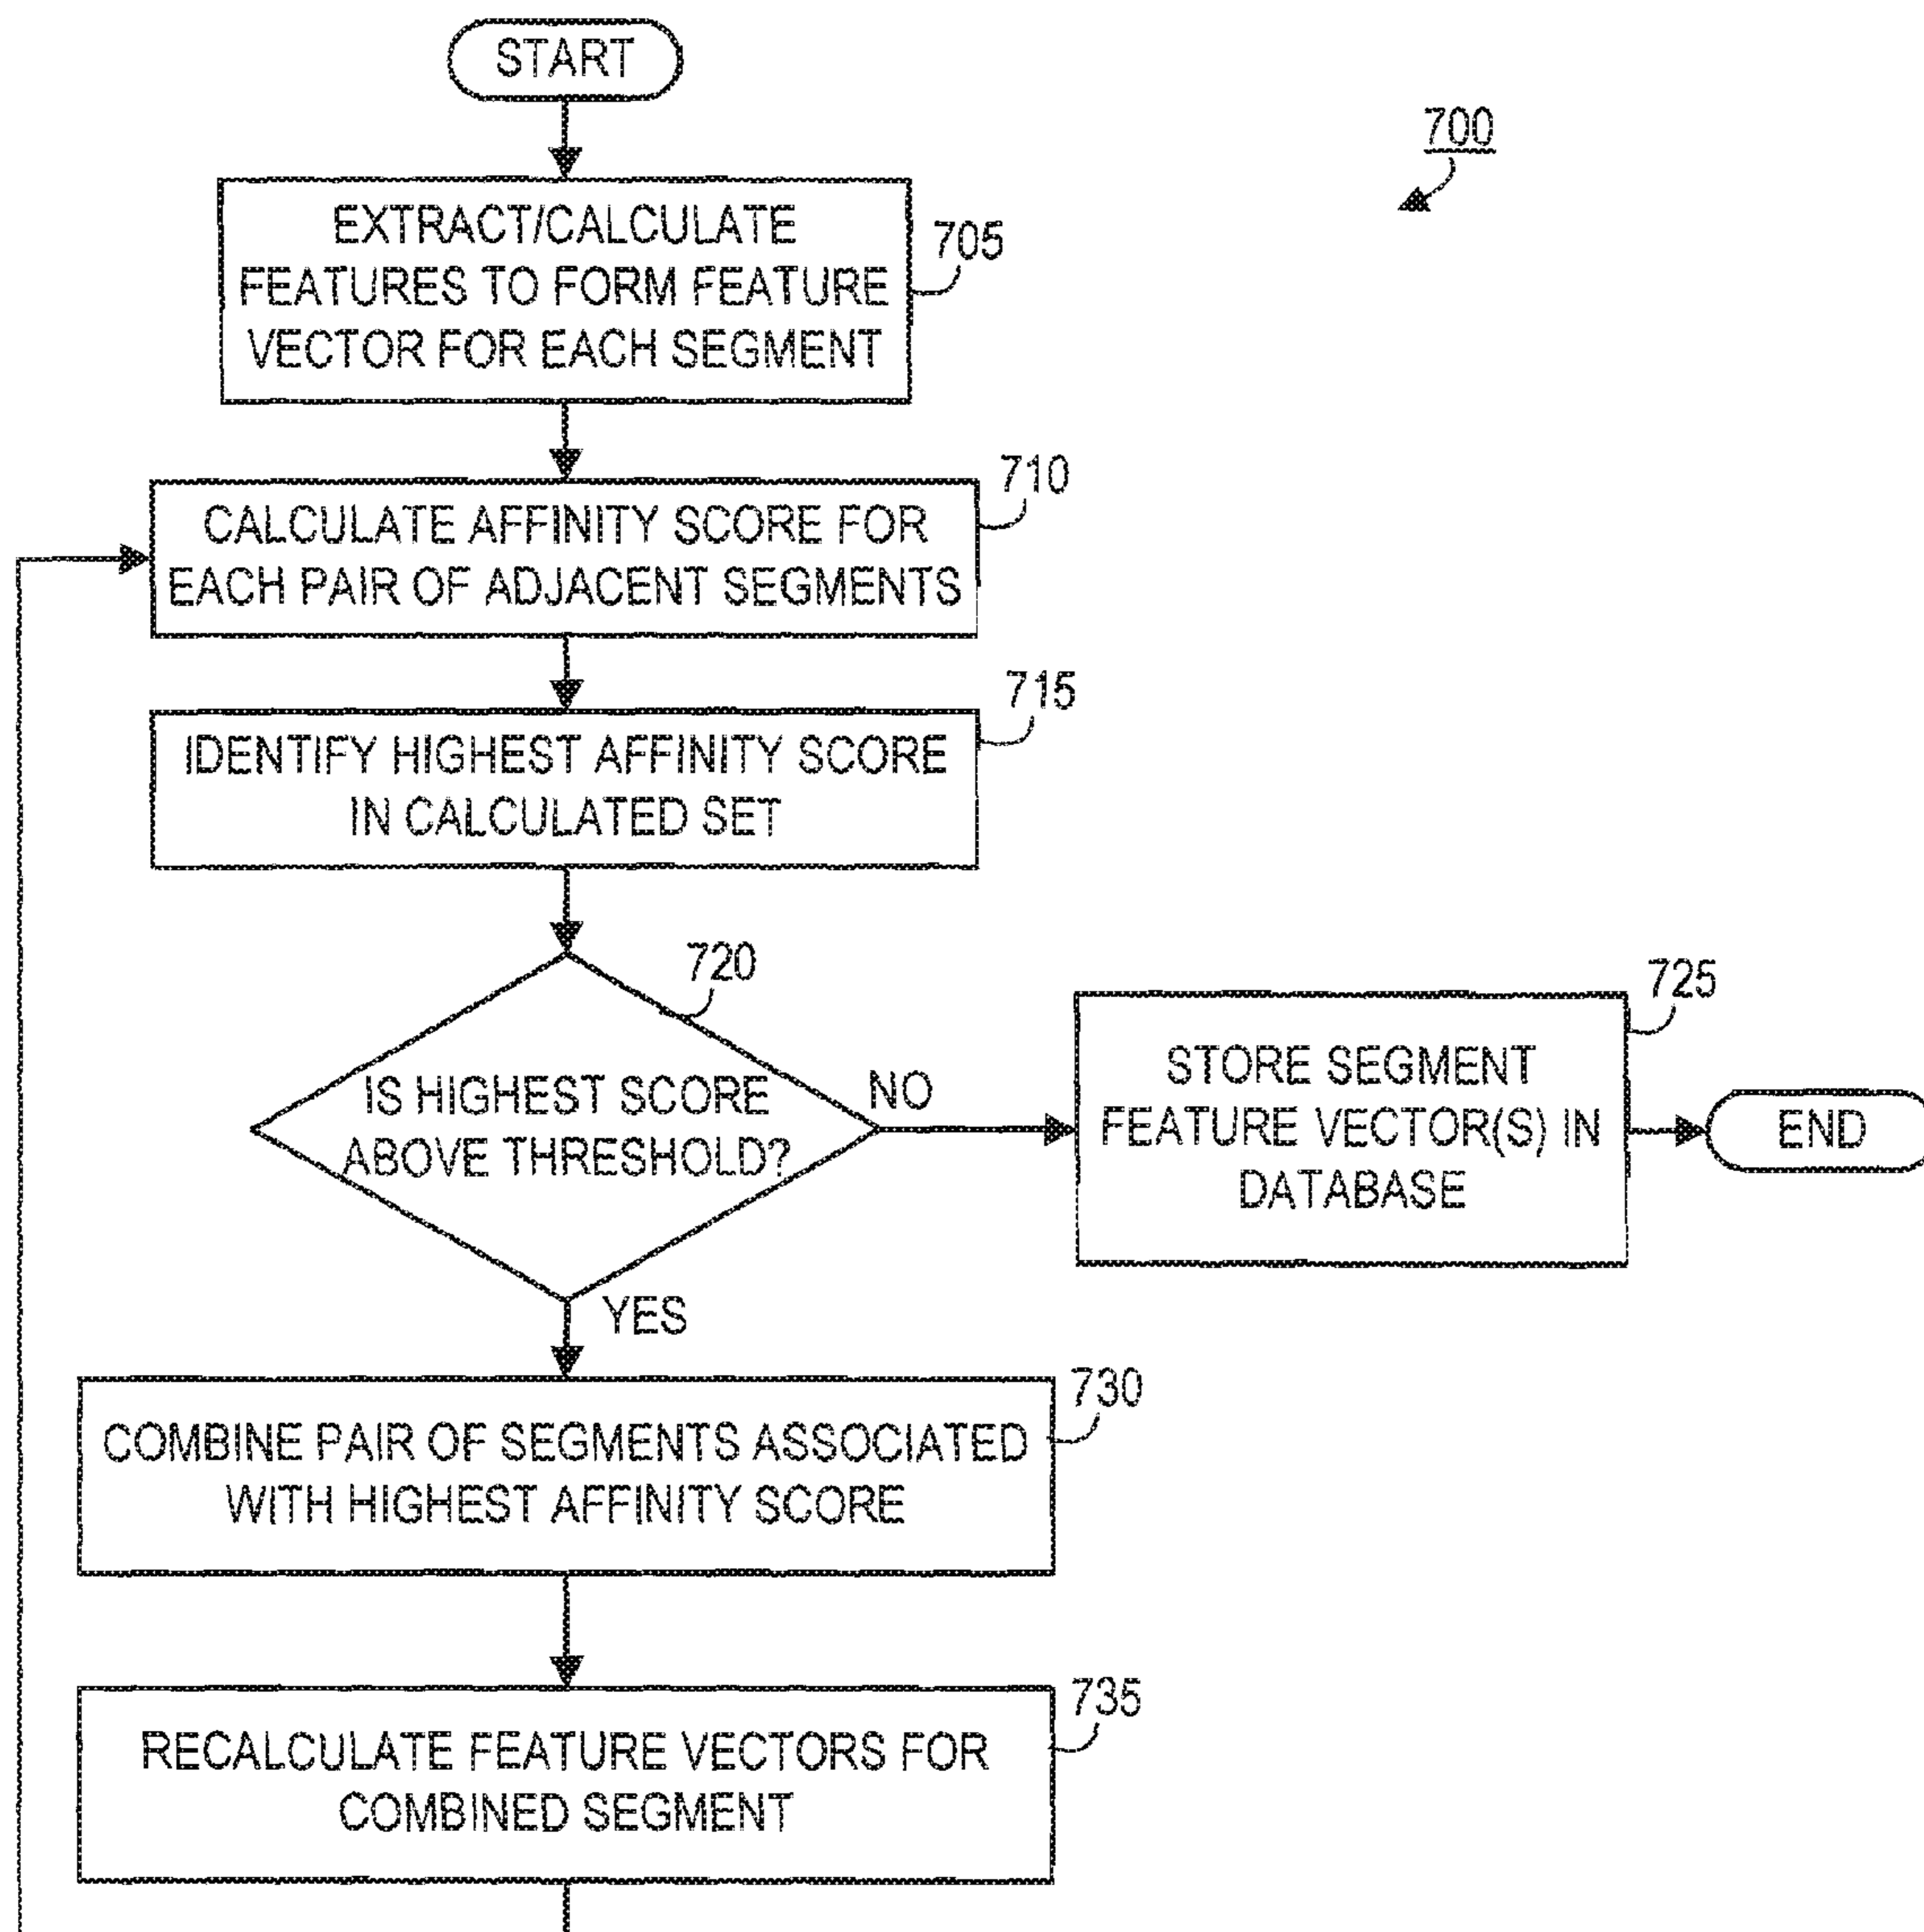 START
700
EXTRACT/CALCULATE
FEATURES TO FORM FEATURE
VECTOR FOR EACH SEGMENT
705
CALCULATE AFFINITY SCORE FOR
EACH PAIR OF ADJACENT SEGMENTS
710
IDENTIFY HIGHEST AFFINITY SCORE
IN CALCULATED SET
715
IS HIGHEST SCORE
ABOVE THRESHOLD?
720
NO
STORE SEGMENT
FEATURE VECTOR(S) IN
DATABASE
725
END
YES
COMBINE PAIR OF SEGMENTS ASSOCIATED
WITH HIGHEST AFFINITY SCORE
730
RECALCULATE FEATURE VECTORS FOR
COMBINED SEGMENT
735